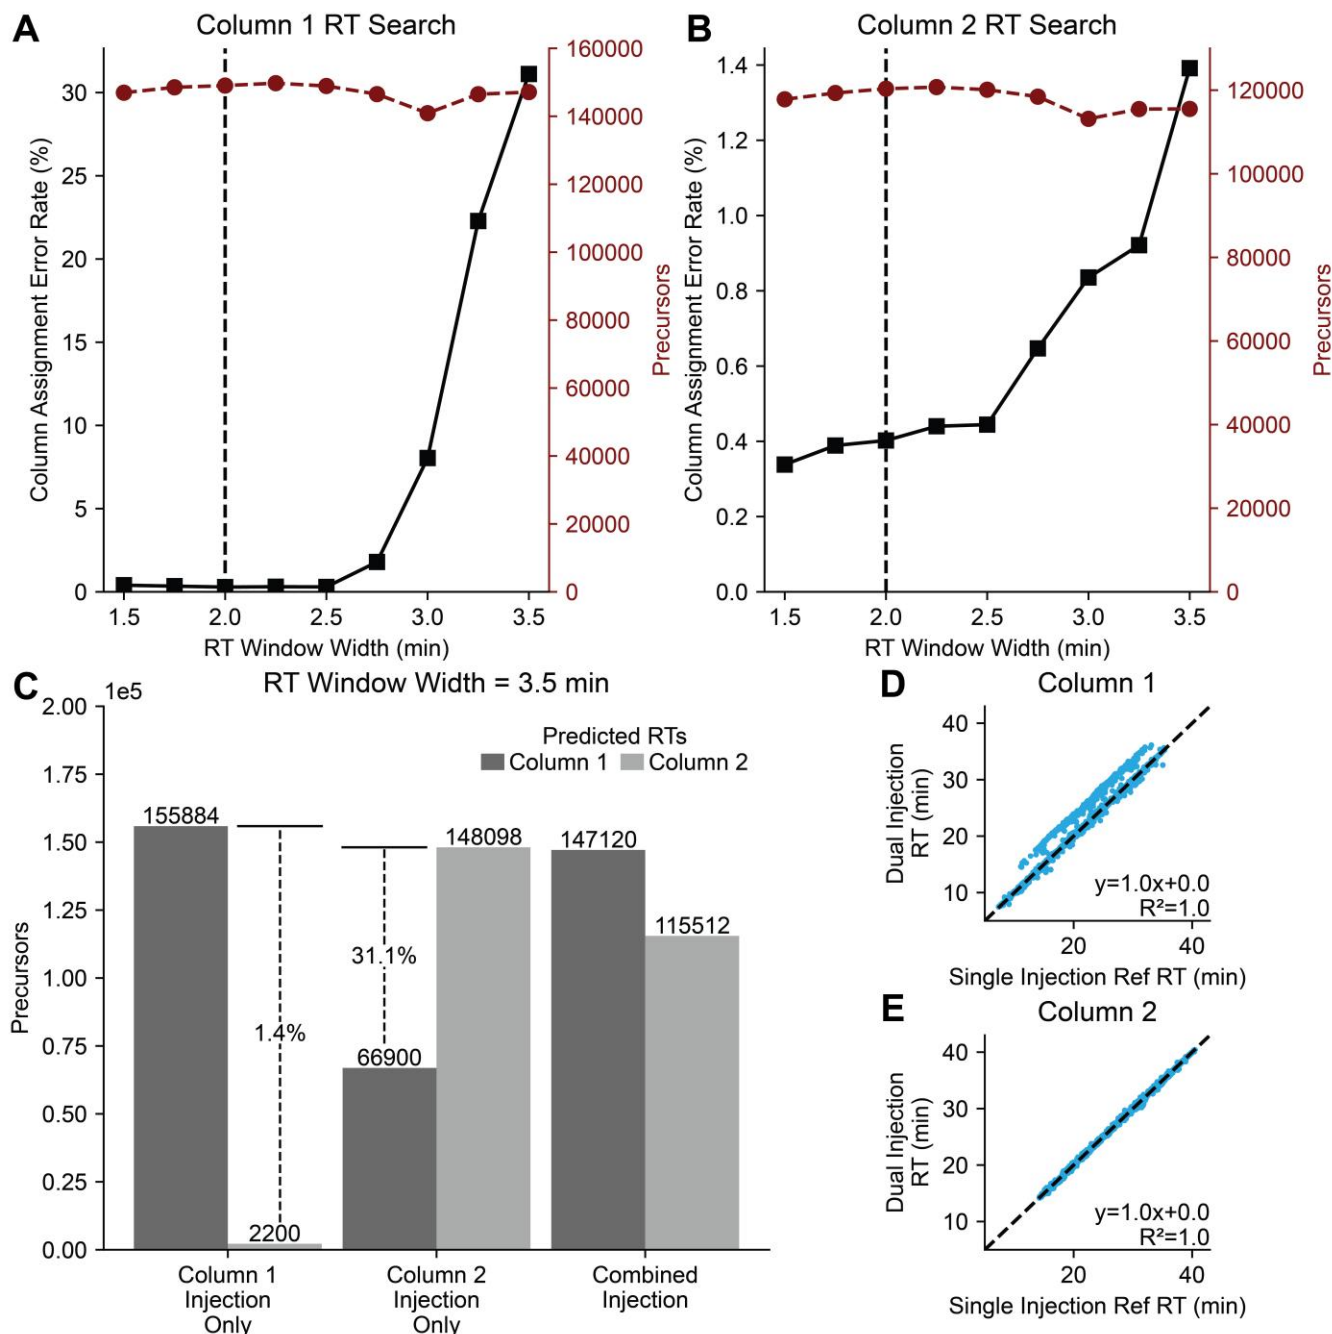 A
Column 1 RT Search
Column Assignment Error Rate (%)
30
25
20
15
10
5
0
160000
140000
120000
100000
80000
60000
40000
20000
0
Precursors
1.5 2.0 2.5 3.0 3.5
RT Window Width (min)
B
Column 2 RT Search
Column Assignment Error Rate (%)
1.4
1.2
1.0
0.8
0.6
0.4
0.2
0.0
120000
100000
80000
60000
40000
20000
0
Precursors
1.5 2.0 2.5 3.0 3.5
RT Window Width (min)
C
RT Window Width = 3.5 min
1e5
Precursors
2.00
1.75
1.50
1.25
1.00
0.75
0.50
0.25
0.00
Predicted RTs
Column 1 Column 2
155884
1.4%
2200
31.1%
66900
148098
147120
115512
Column 1
Injection
Only
Column 2
Injection
Only
Combined
Injection
D
Column 1
Dual Injection
RT (min)
40
30
20
10
y=1.0x+0.0
R²=1.0
20 40
Single Injection Ref RT (min)
E
Column 2
Dual Injection
RT (min)
40
30
20
10
y=1.0x+0.0
R²=1.0
20 40
Single Injection Ref RT (min)